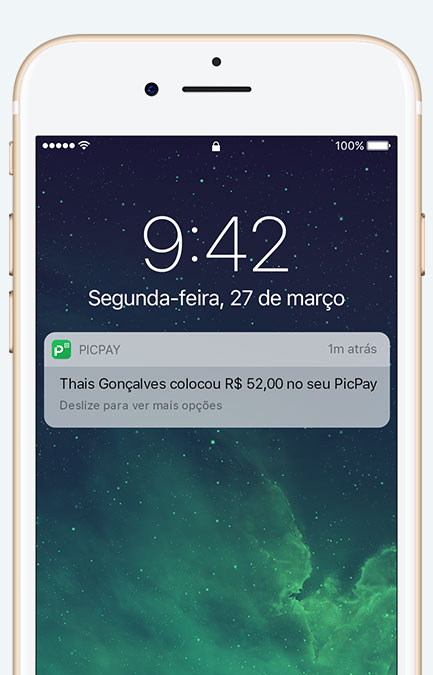 100%
9:42
Segunda-feira, 27 de março
P PICPAY 1m atrás
Thais Gonçalves colocou R$ 52,00 no seu PicPay
Deslize para ver mais opções